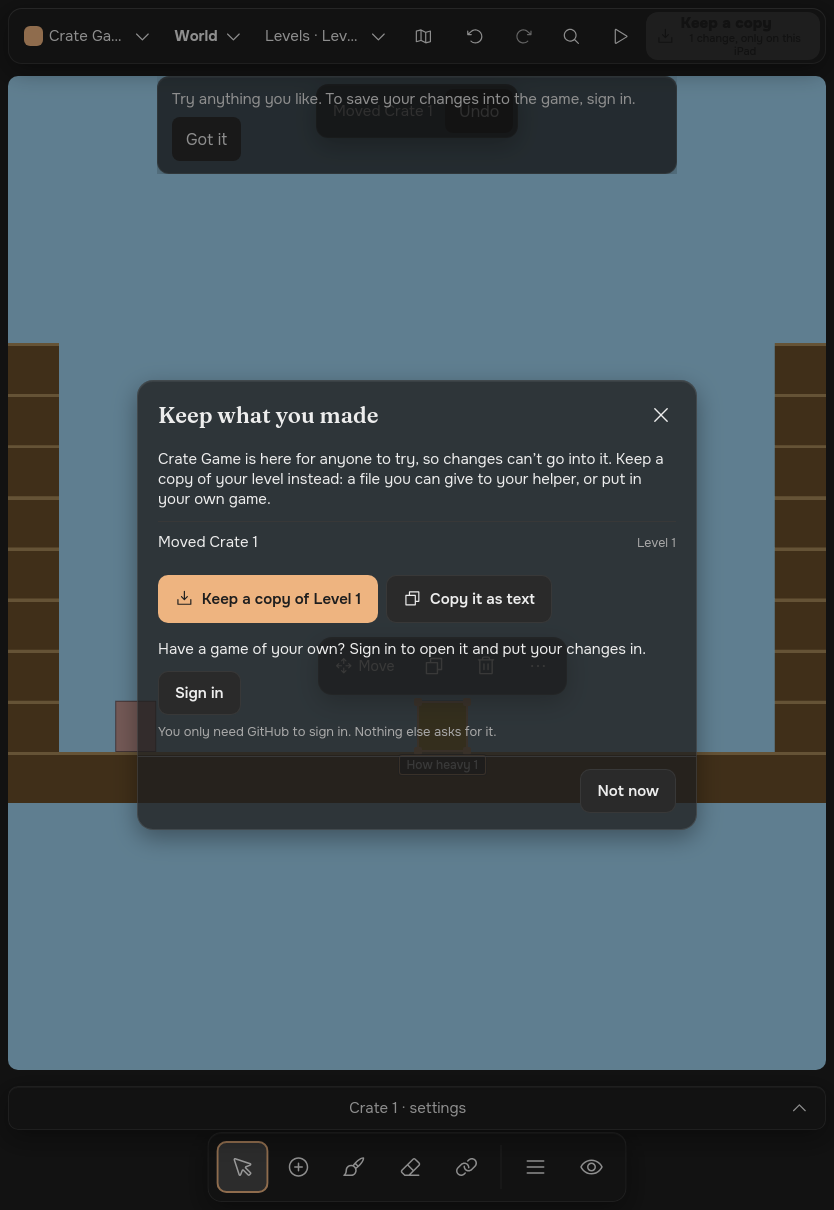 Crate Ga...
World
Levels · Lev...
Keep a copy
1 change, only on this
iPad
Try anything you like. To save your changes into the game, sign in.
Moved Crate 1
Undo
Got it
Keep what you made
Crate Game is here for anyone to try, so changes can't go into it. Keep a
copy of your level instead: a file you can give to your helper, or put in
your own game.
Moved Crate 1
Level 1
Keep a copy of Level 1
Copy it as text
Have a game of your own? Sign in to open it and put your changes in.
Move
Sign in
You only need GitHub to sign in. Nothing else asks for it.
How heavy 1
Not now
Crate 1 · settings